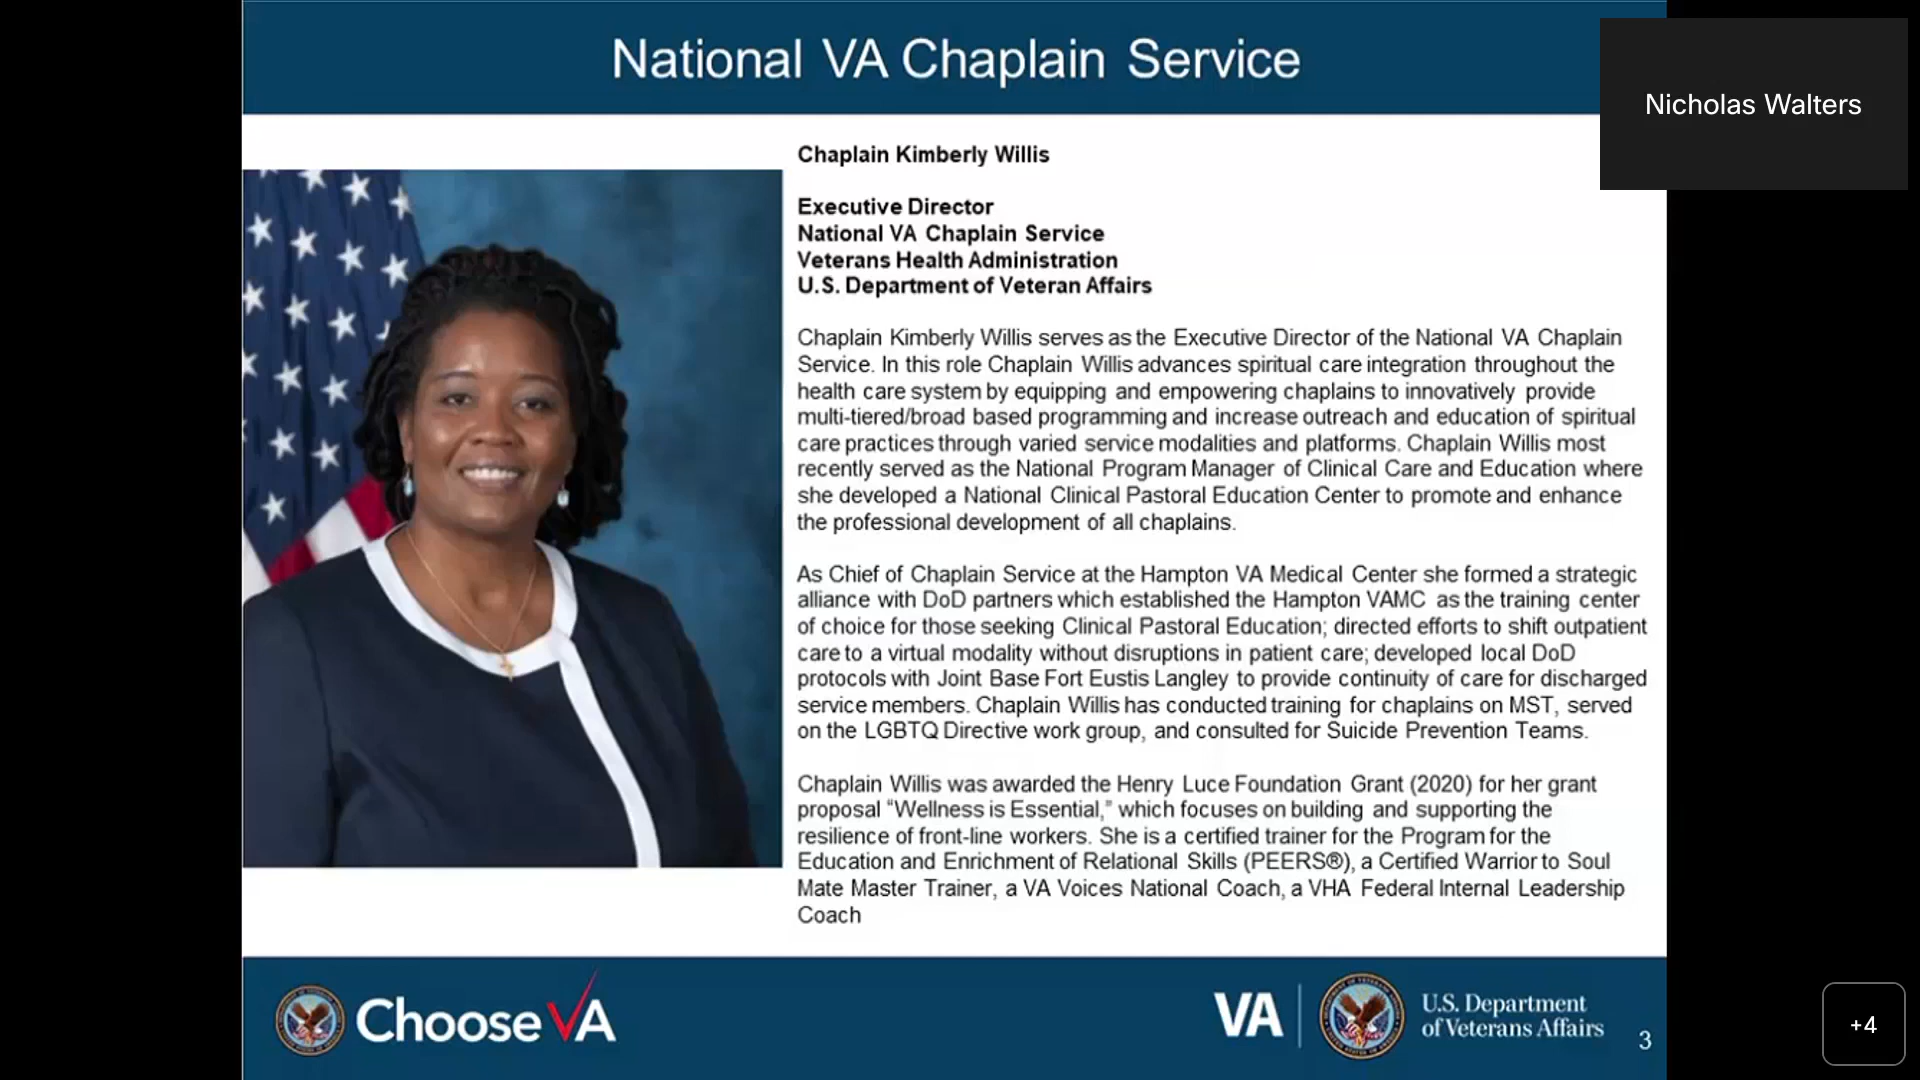 National VA Chaplain Service
Nicholas Walters
Chaplain Kimberly Willis
Executive Director
National VA Chaplain Service
Veterans Health Administration
U.S. Department of Veteran Affairs
Chaplain Kimberly Willis serves as the Executive Director of the National VA Chaplain
Service. In this role Chaplain Willis advances spiritual care integration throughout the
health care system by equipping and empowering chaplains to innovatively provide
multi-tiered/broad based programming and increase outreach and education of spiritual
care practices through varied service modalities and platforms. Chaplain Willis most
recently served as the National Program Manager of Clinical Care and Education where
she developed a National Clinical Pastoral Education Center to promote and enhance
the professional development of all chaplains.
As Chief of Chaplain Service at the Hampton VA Medical Center she formed a strategic
alliance with DoD partners which established the Hampton VAMC as the training center
of choice for those seeking Clinical Pastoral Education; directed efforts to shift outpatient
care to a virtual modality without disruptions in patient care; developed local DoD
protocols with Joint Base Fort Eustis Langley to provide continuity of care for discharged
service members. Chaplain Willis has conducted training for chaplains on MST, served
on the LGBTQ Directive work group, and consulted for Suicide Prevention Teams.
Chaplain Willis was awarded the Henry Luce Foundation Grant (2020) for her grant
proposal “Wellness is Essential,” which focuses on building and supporting the
resilience of front-line workers. She is a certified trainer for the Program for the
Education and Enrichment of Relational Skills (PEERS®), a Certified Warrior to Soul
Mate Master Trainer, a VA Voices National Coach, a VHA Federal Internal Leadership
Coach
Choose VA
VA
U.S. Department
of Veterans Affairs
3
+4